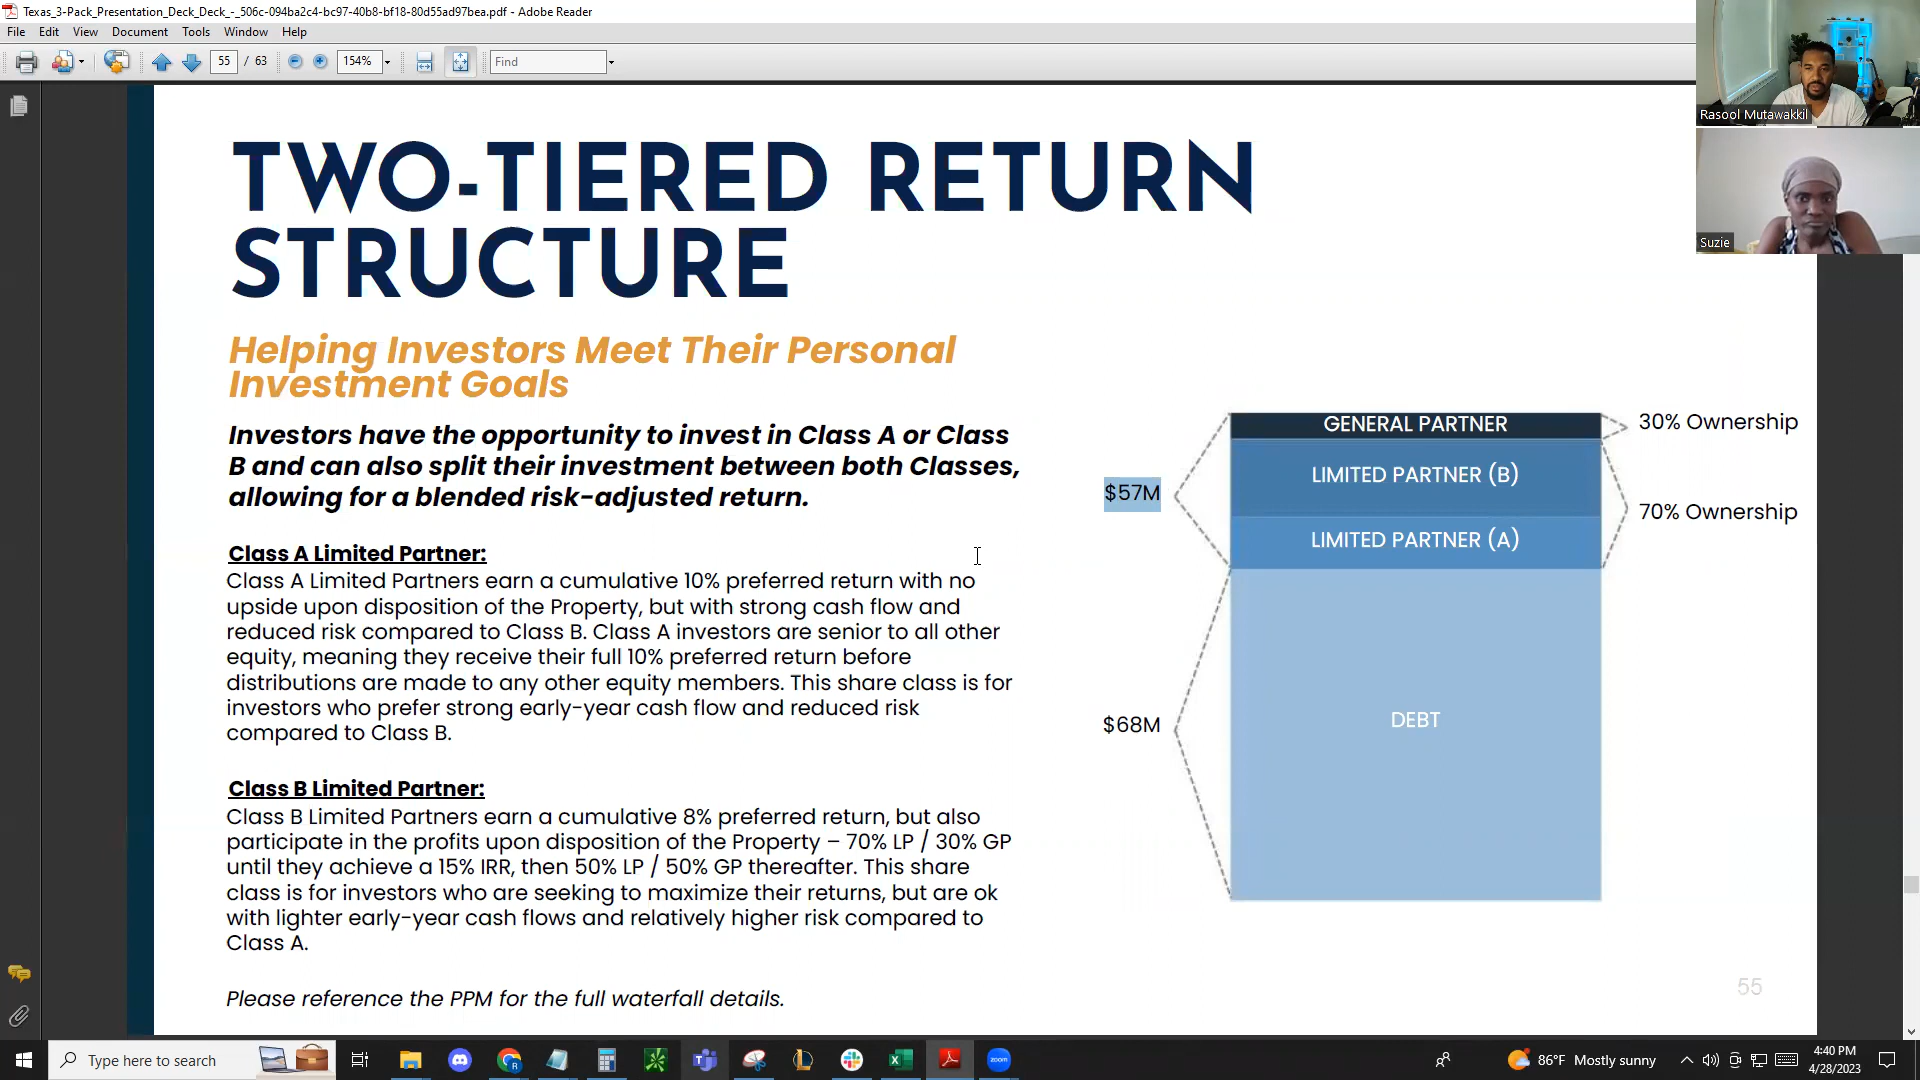 Texas_3-Pack_Presentation_Deck_Deck_-_506c-094ba2c4-bc97-40b8-bf18-80d55ad97bea.pdf - Adobe Reader
File Edit View Document Tools Window Help
55 / 63 154% Find
Rasool Mutawakkil
Suzie
TWO-TIERED RETURN
STRUCTURE
Helping Investors Meet Their Personal
Investment Goals
Investors have the opportunity to invest in Class A or Class
B and can also split their investment between both Classes,
allowing for a blended risk-adjusted return.
Class A Limited Partner:
Class A Limited Partners earn a cumulative 10% preferred return with no
upside upon disposition of the Property, but with strong cash flow and
reduced risk compared to Class B. Class A investors are senior to all other
equity, meaning they receive their full 10% preferred return before
distributions are made to any other equity members. This share class is for
investors who prefer strong early-year cash flow and reduced risk
compared to Class B.
Class B Limited Partner:
Class B Limited Partners earn a cumulative 8% preferred return, but also
participate in the profits upon disposition of the Property – 70% LP / 30% GP
until they achieve a 15% IRR, then 50% LP / 50% GP thereafter. This share
class is for investors who are seeking to maximize their returns, but are ok
with lighter early-year cash flows and relatively higher risk compared to
Class A.
Please reference the PPM for the full waterfall details.
GENERAL PARTNER
30% Ownership
LIMITED PARTNER (B)
$57M
70% Ownership
LIMITED PARTNER (A)
DEBT
$68M
55
Type here to search
zoom
86°F Mostly sunny
4:40 PM
4/28/2023